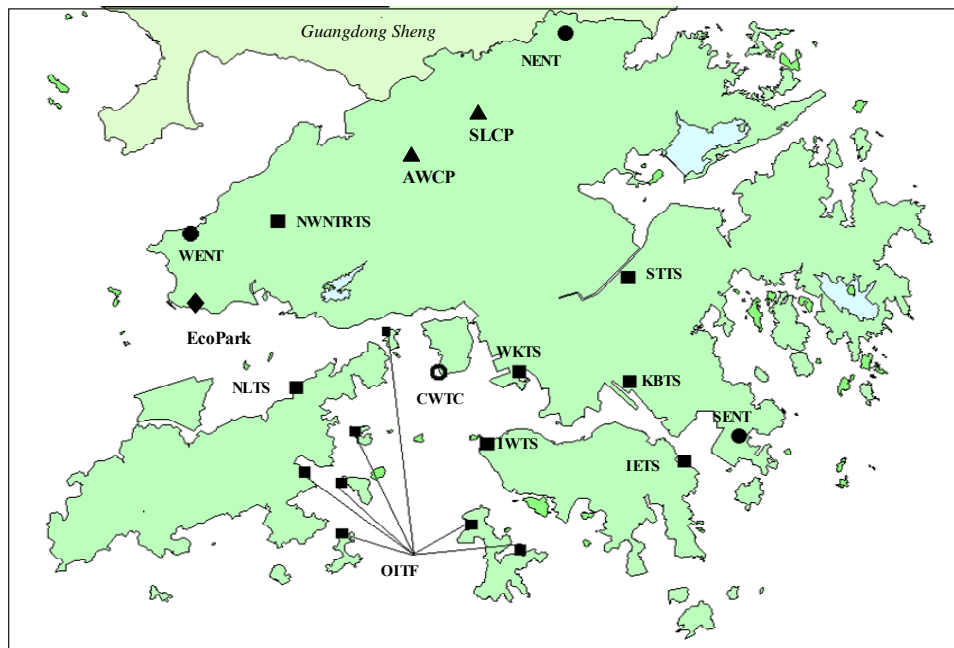 Guangdong Sheng
NENT
SLCP
AWCP
NWNTRTS
WENT
STTS
EcoPark
WKTS
NLTS
CWTC
KBTS
SENT
IWTS
IETS
OITF